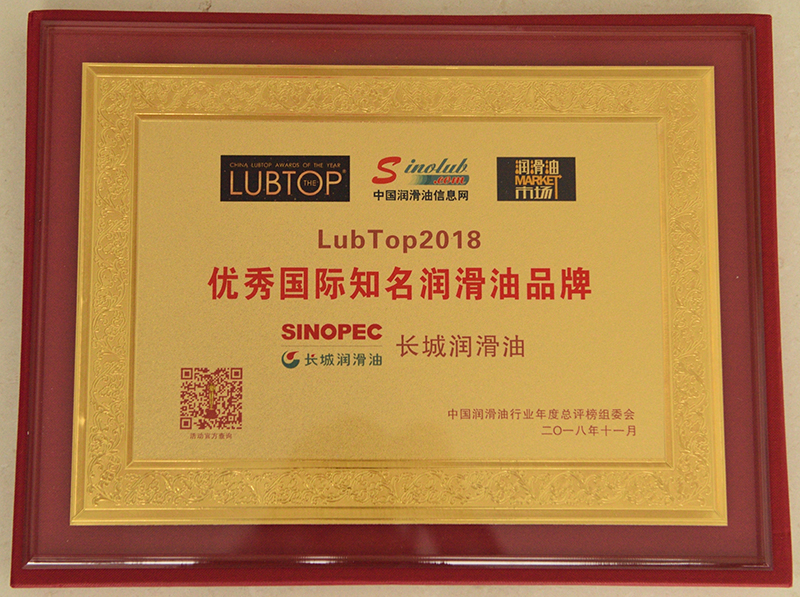 CHINA LUBTOP AWARDS OF THE YEAR
LUBTOP
THE
Sinolub
.com
中国润滑油信息网
润滑油
MARKET
市场
LubTop2018
优秀国际知名润滑油品牌
SINOPEC
长城润滑油
长城润滑油
中国润滑油行业年度总评榜组委会
二〇一八年十一月